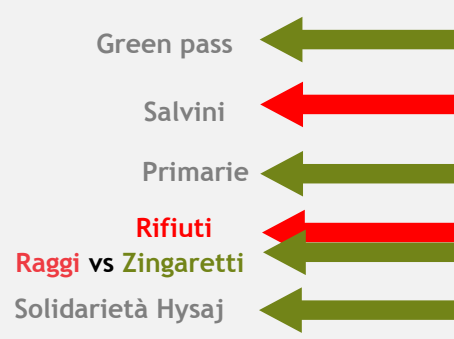 Green pass
Salvini
Primarie
Rifiuti
Raggi vs Zingaretti
Solidarietà Hysaj